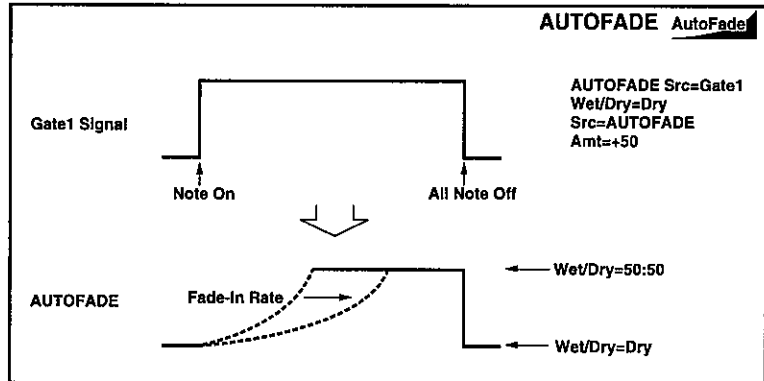 AUTOFADE AutoFade
AUTOFADE Src=Gate1
Wet/Dry=Dry
Src=AUTOFADE
Amt=+50
Gate1 Signal
Note On
All Note Off
Wet/Dry=50:50
AUTOFADE
Fade-In Rate
Wet/Dry=Dry